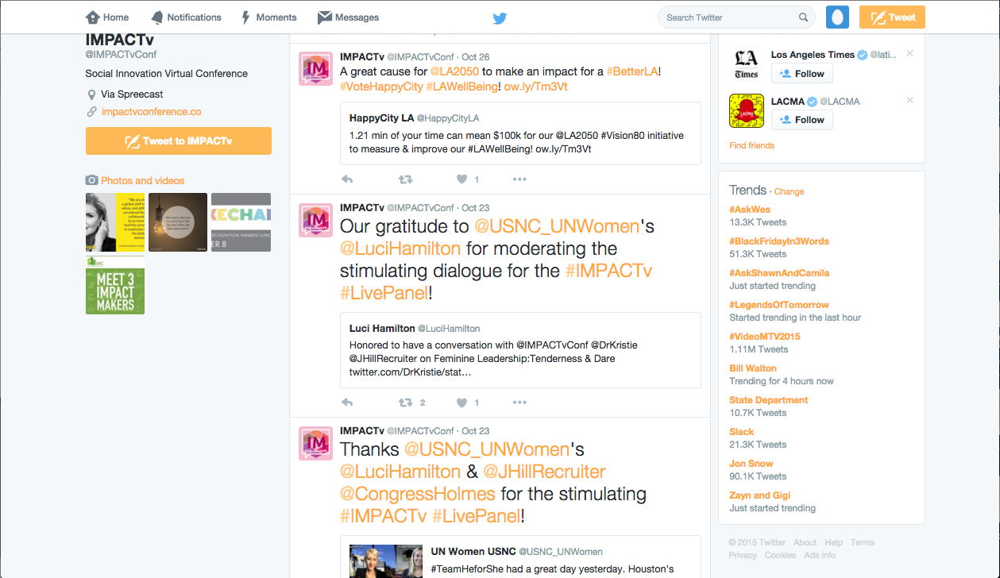 Home
Notifications
Moments
Messages
Search Twitter
Tweet
IMPACTv
@IMPACTvConf
Social Innovation Virtual Conference
Via Spreecast
impactvconference.co
Tweet to IMPACTv
Photos and videos
MEET 3
IMPACT
MAKERS
IMPACTv @IMPACTvConf · Oct 26
A great cause for @LA2050 to make an impact for a #BetterLA!
#VoteHappyCity #LAWellBeing! ow.ly/Tm3Vt
HappyCity LA @HappyCityLA
1.21 min of your time can mean $100k for our @LA2050 #Vision80 initiative
to measure & improve our #LAWellBeing! ow.ly/Tm3Vt
1
IMPACTv @IMPACTvConf · Oct 23
Our gratitude to @USNC_UNWomen's
@LuciHamilton for moderating the
stimulating dialogue for the #IMPACTv
#LivePanel!
Luci Hamilton @LuciHamilton
Honored to have a conversation with @IMPACTvConf @DrKristie
@JHillRecruiter on Feminine Leadership:Tenderness & Dare
twitter.com/DrKristie/stat…
2 1
IMPACTv @IMPACTvConf · Oct 23
Thanks @USNC_UNWomen's
@LuciHamilton & @JHillRecruiter
@CongressHolmes for the stimulating
#IMPACTv #LivePanel!
UN Women USNC @USNC_UNWomen
#TeamHeforShe had a great day yesterday. Houston's
LA
Times
Los Angeles Times @lati...
Follow
LACMA
LACMA @LACMA
Follow
Find friends
Trends · Change
#AskWes
13.3K Tweets
#BlackFridayIn3Words
51.3K Tweets
#AskShawnAndCamila
Just started trending
#LegendsOfTomorrow
Started trending in the last hour
#VideoMTV2015
1.11M Tweets
Bill Walton
Trending for 4 hours now
State Department
10.7K Tweets
Slack
21.3K Tweets
Jon Snow
90.1K Tweets
Zayn and Gigi
Just started trending
© 2015 Twitter About Help Terms
Privacy Cookies Ads info